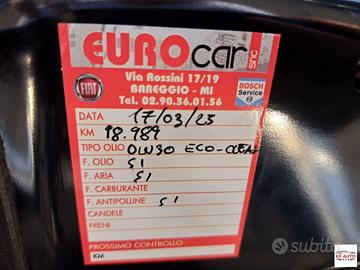 EUROcar snc
Via Rossini 17/19
BAREGGIO - MI
Tel. 02.90.36.01.56
FIAT
BOSCH
Service
DATA 17/03/23
KM 98.989
TIPO OLIO 0W30 ECO-CLEAN
F. OLIO SI
F. ARIA SI
F. CARBURANTE
F. ANTIPOLLINE SI
CANDELE
FRENI
PROSSIMO CONTROLLO
KM
subito
KF AUTO